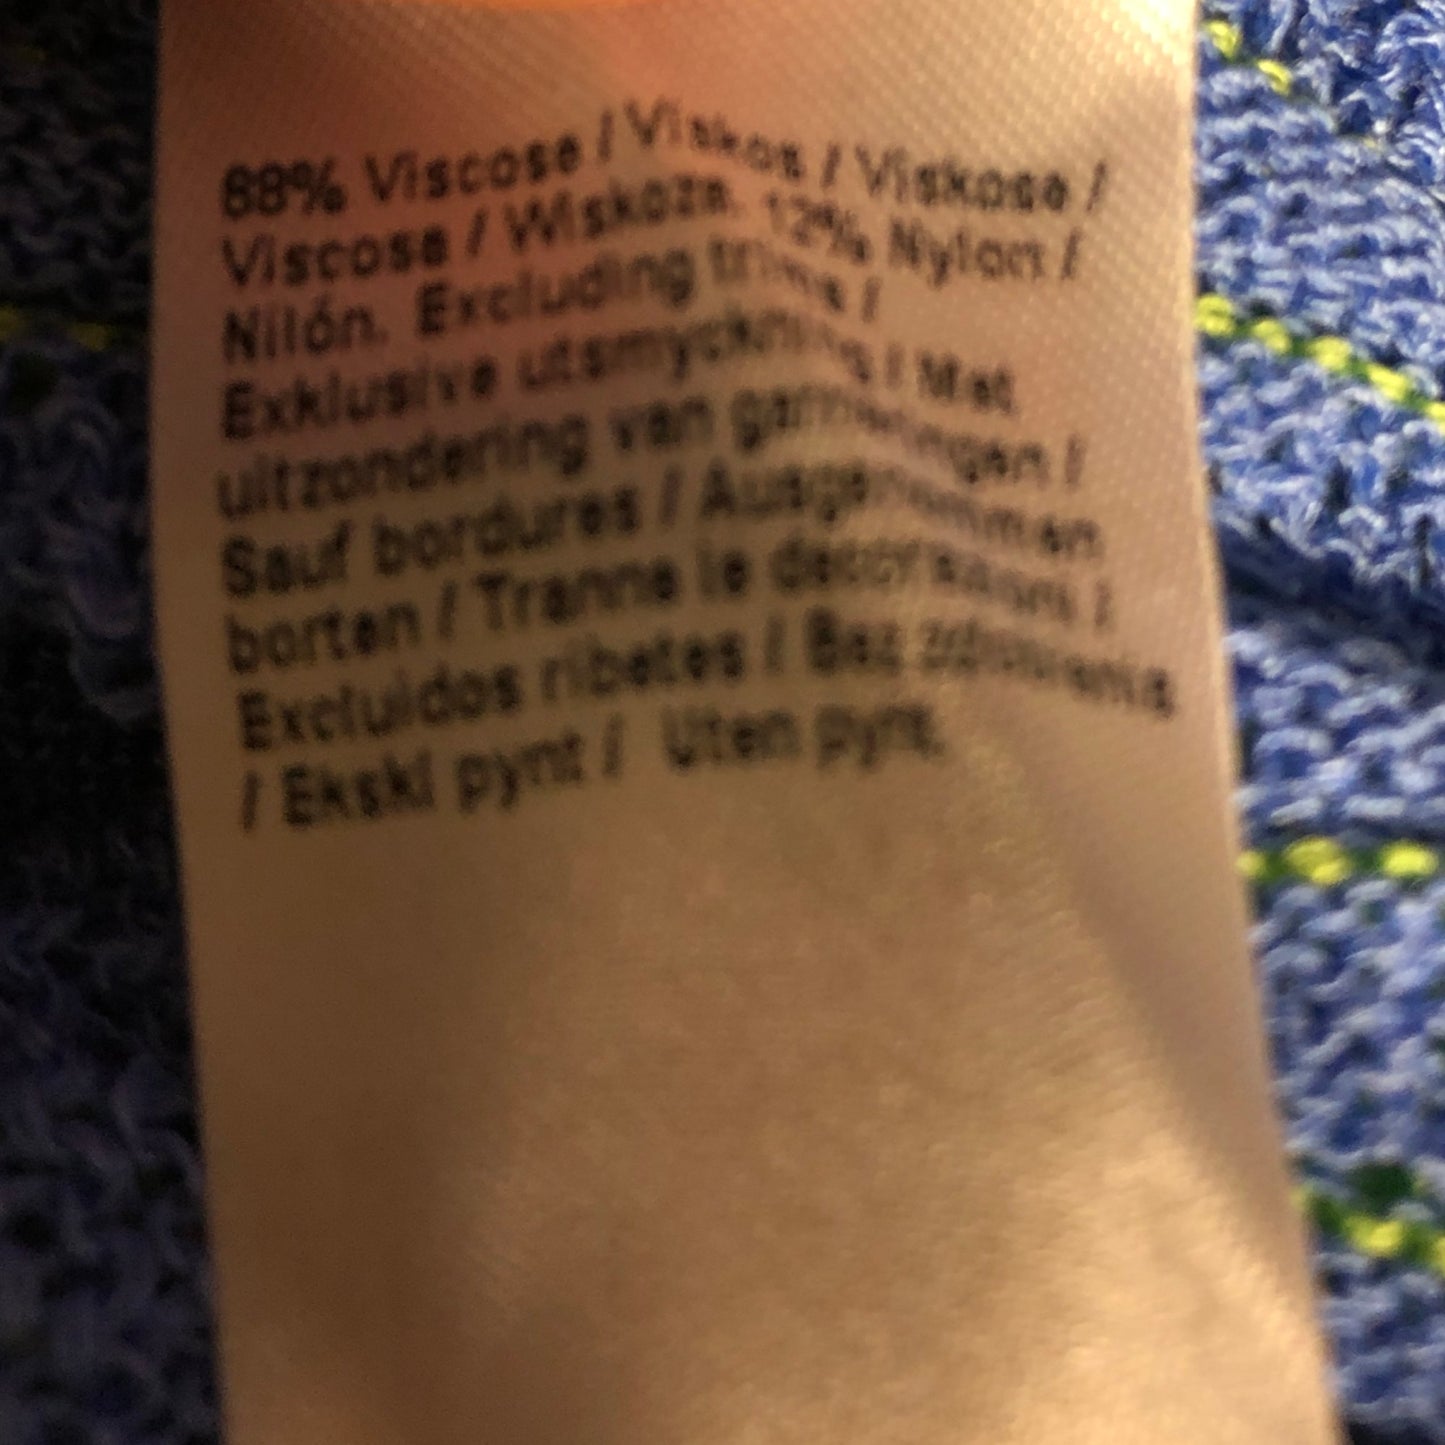 88% Viscose / Viskos / Viskose /
Viscose / Wiskoza. 12% Nylon /
Nilón. Excluding trims /
Exklusive utsmyckning / Met
uitzondering van garneringen /
Sauf bordures / Ausgenommen
borten / Tranne le decorazioni /
Excluidos ribetes / Bez zdobienia
/ Ekskl pynt / Uten pynt.